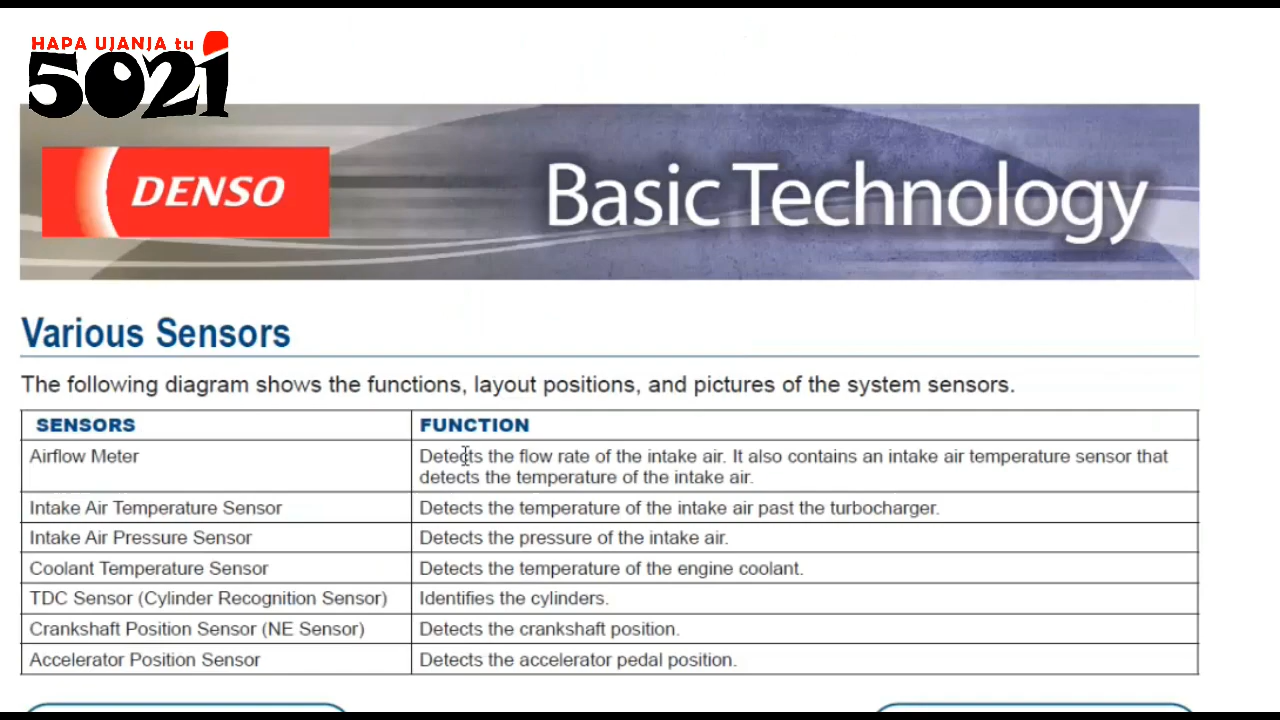 HAPA UJANJA tu
5021
DENSO
Basic Technology
Various Sensors
The following diagram shows the functions, layout positions, and pictures of the system sensors.
SENSORS FUNCTION
Airflow Meter Detects the flow rate of the intake air. It also contains an intake air temperature sensor that
detects the temperature of the intake air.
Intake Air Temperature Sensor Detects the temperature of the intake air past the turbocharger.
Intake Air Pressure Sensor Detects the pressure of the intake air.
Coolant Temperature Sensor Detects the temperature of the engine coolant.
TDC Sensor (Cylinder Recognition Sensor) Identifies the cylinders.
Crankshaft Position Sensor (NE Sensor) Detects the crankshaft position.
Accelerator Position Sensor Detects the accelerator pedal position.